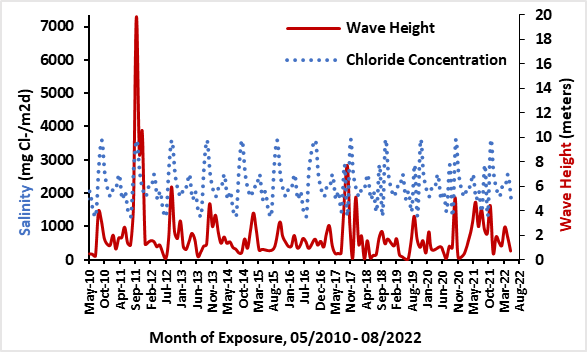 Wave Height
Chloride Concentration
Salinity (mg Cl-/m2d)
7000
6000
5000
4000
3000
2000
1000
0
Wave Height (meters)
20
18
16
14
12
10
8
6
4
2
0
May-10
Oct-10
Apr-11
Sep-11
Feb-12
Jul-12
Jan-13
Jun-13
Nov-13
May-14
Oct-14
Mar-15
Sep-15
Feb-16
Jul-16
Dec-16
Jun-17
Nov-17
Apr-18
Sep-18
Feb-19
Aug-19
Jan-20
Jun-20
Nov-20
May-21
Oct-21
Mar-22
Aug-22
Month of Exposure, 05/2010 - 08/2022